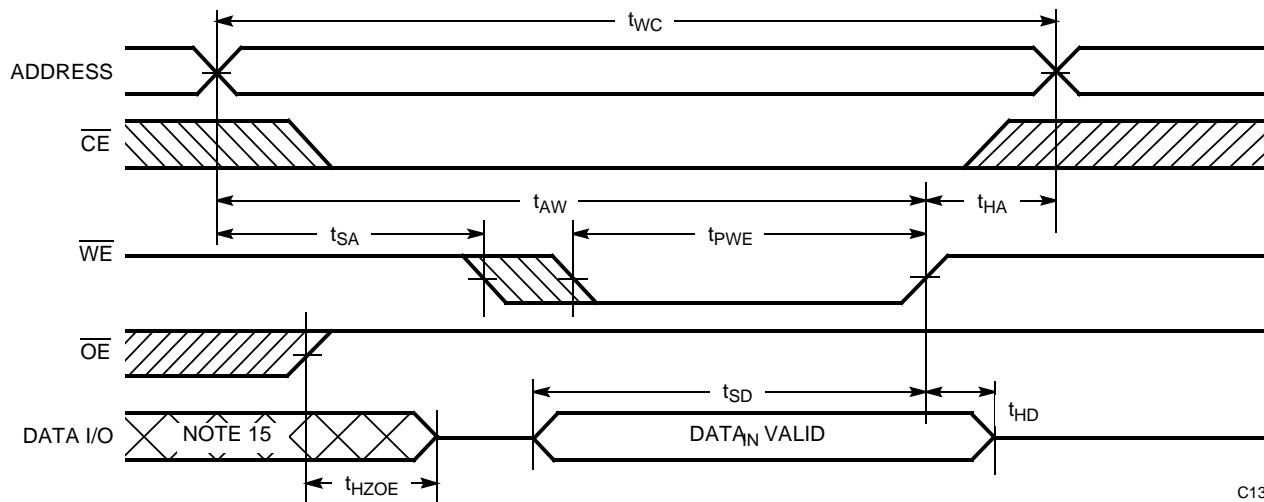 tWC
ADDRESS
CE
tAW
tHA
tSA
tPWE
WE
OE
tSD
tHD
DATA I/O
NOTE 15
DATAIN VALID
tHZOE
C13